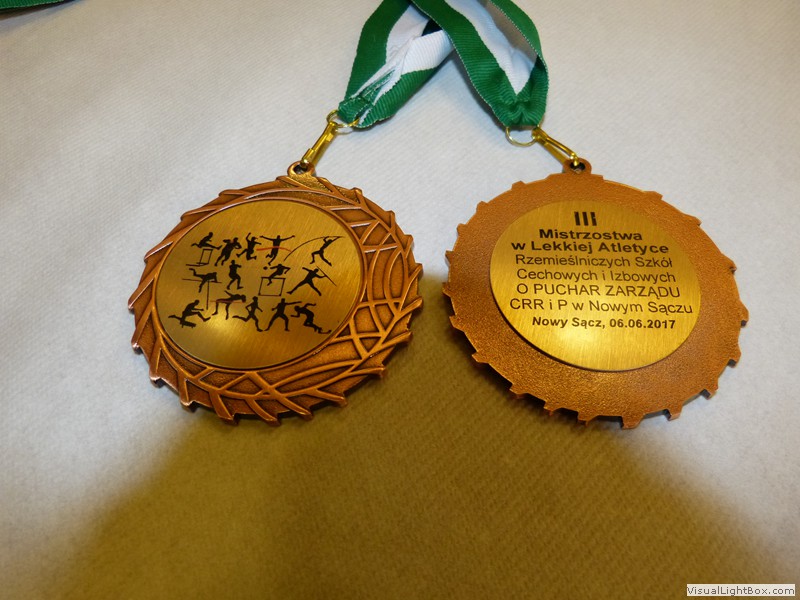 III
Mistrzostwa
w Lekkiej Atletyce
Rzemieślniczych Szkół
Cechowych i Izbowych
O PUCHAR ZARZĄDU
CRR i P w Nowym Sączu
Nowy Sącz, 06.06.2017
VisualLightBox.com